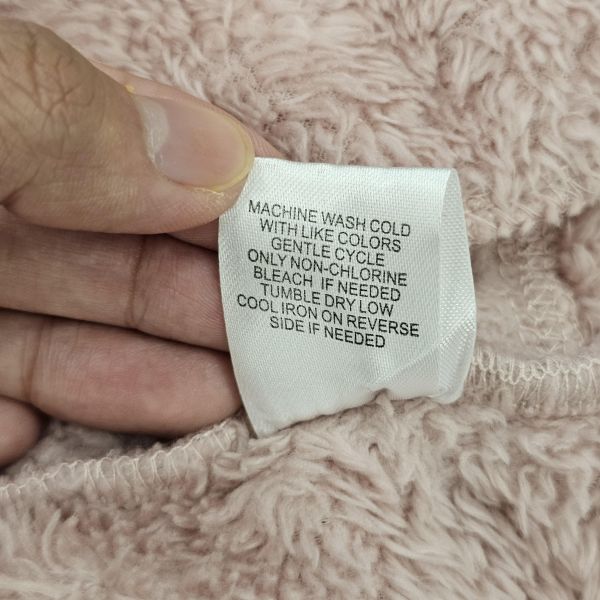 MACHINE WASH COLD
WITH LIKE COLORS
GENTLE CYCLE
ONLY NON-CHLORINE
BLEACH IF NEEDED
TUMBLE DRY LOW
COOL IRON ON REVERSE
SIDE IF NEEDED